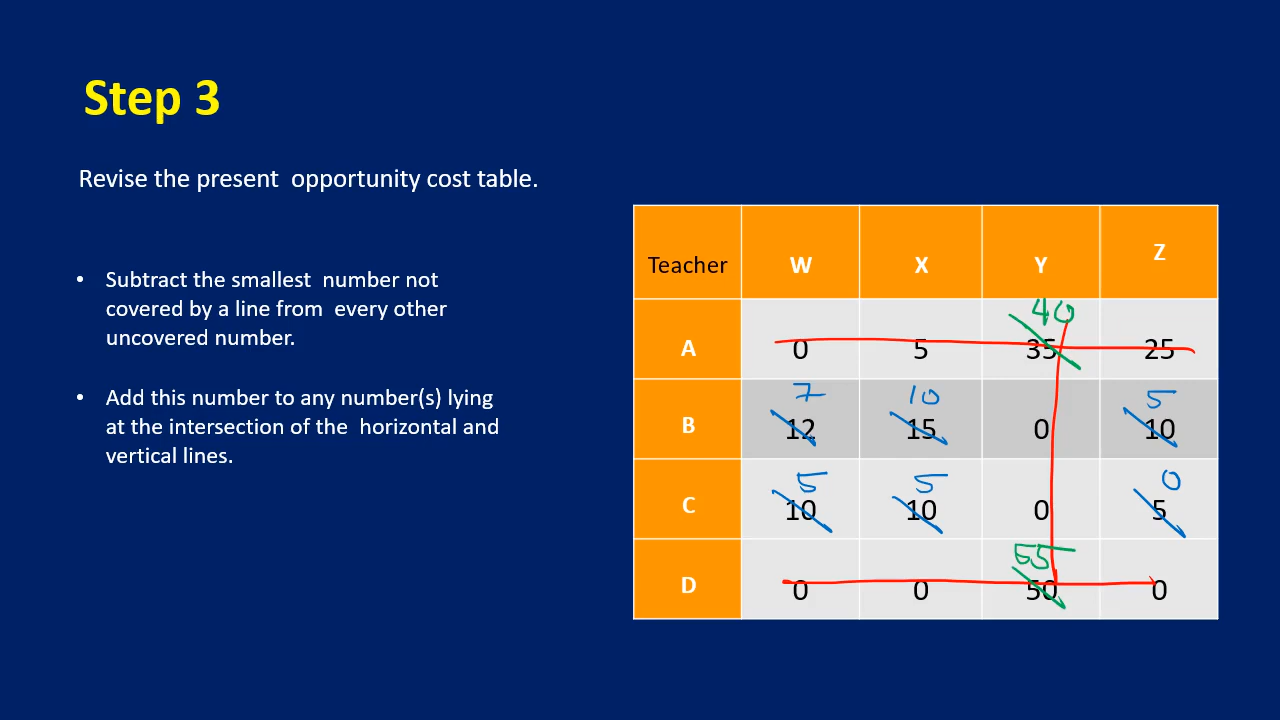 Step 3
Revise the present opportunity cost table.
• Subtract the smallest number not
covered by a line from every other
uncovered number.
• Add this number to any number(s) lying
at the intersection of the horizontal and
vertical lines.
Teacher W X Y Z
40
A 0 5 35 25
7 10 5
B 12 15 0 10
5 5 0
C 10 10 0 5
55
D 0 0 50 0